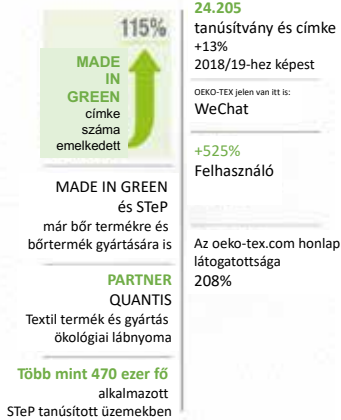 115%
MADE
IN
GREEN
címke
száma
emelkedett
MADE IN GREEN
és STeP
már bőr termékre és
bőrtermék gyártására is
PARTNER
QUANTIS
Textil termék és gyártás
ökológiai lábnyoma
Több mint 470 ezer fő
alkalmazott
STeP tanúsított üzemekben
24.205
tanúsítvány és címke
+13%
2018/19-hez képest
OEKO-TEX jelen van itt is:
WeChat
+525%
Felhasználó
Az oeko-tex.com honlap
látogatottsága
208%